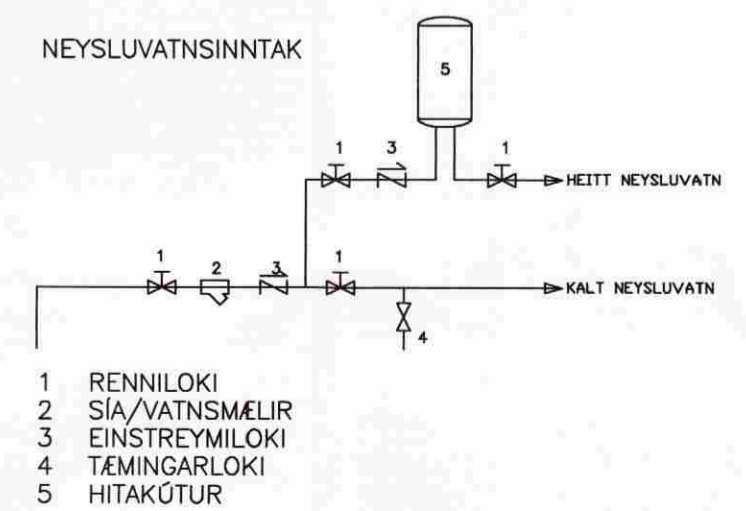 NEYSLUVATNSINNTAK
5
1 3 1
HEITT NEYSLUVATN
1 2 3 1
KALT NEYSLUVATN
4
1 RENNILOKI
2 SÍA/VATNSMÆLIR
3 EINSTREYMILOKI
4 TÆMINGARLOKI
5 HITAKÚTUR